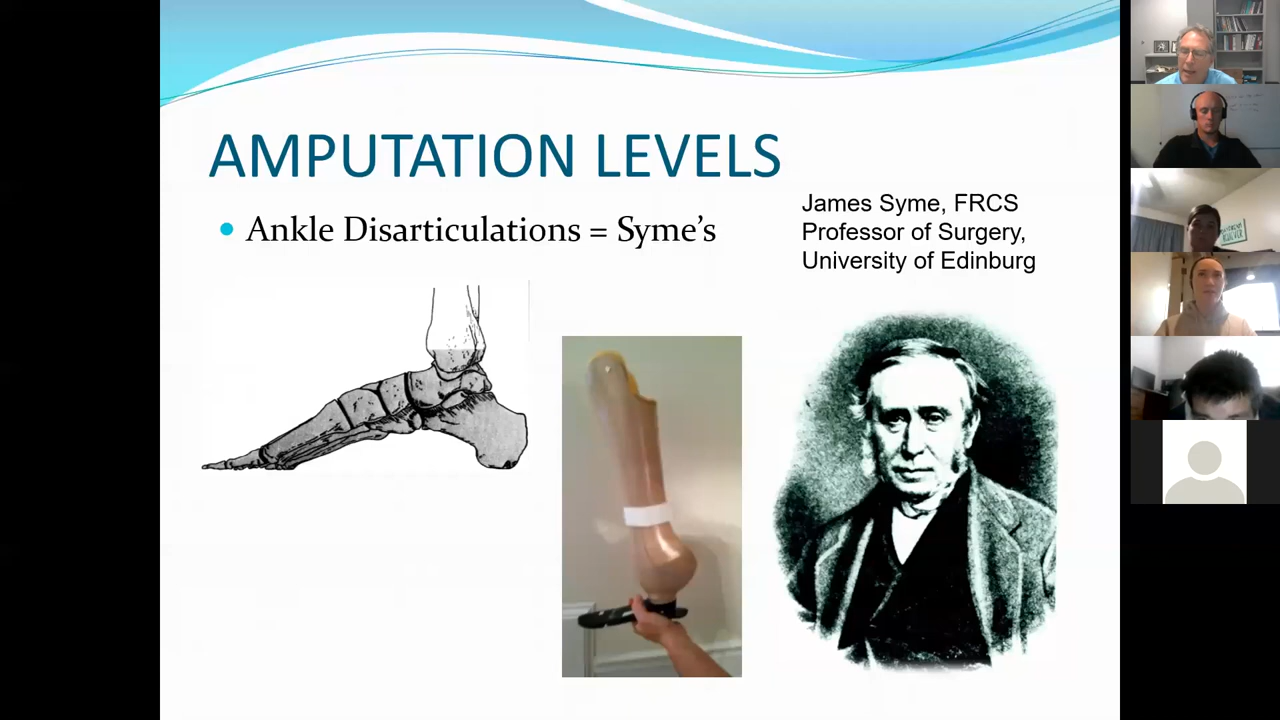 AMPUTATION LEVELS
• Ankle Disarticulations = Syme’s
James Syme, FRCS
Professor of Surgery,
University of Edinburg